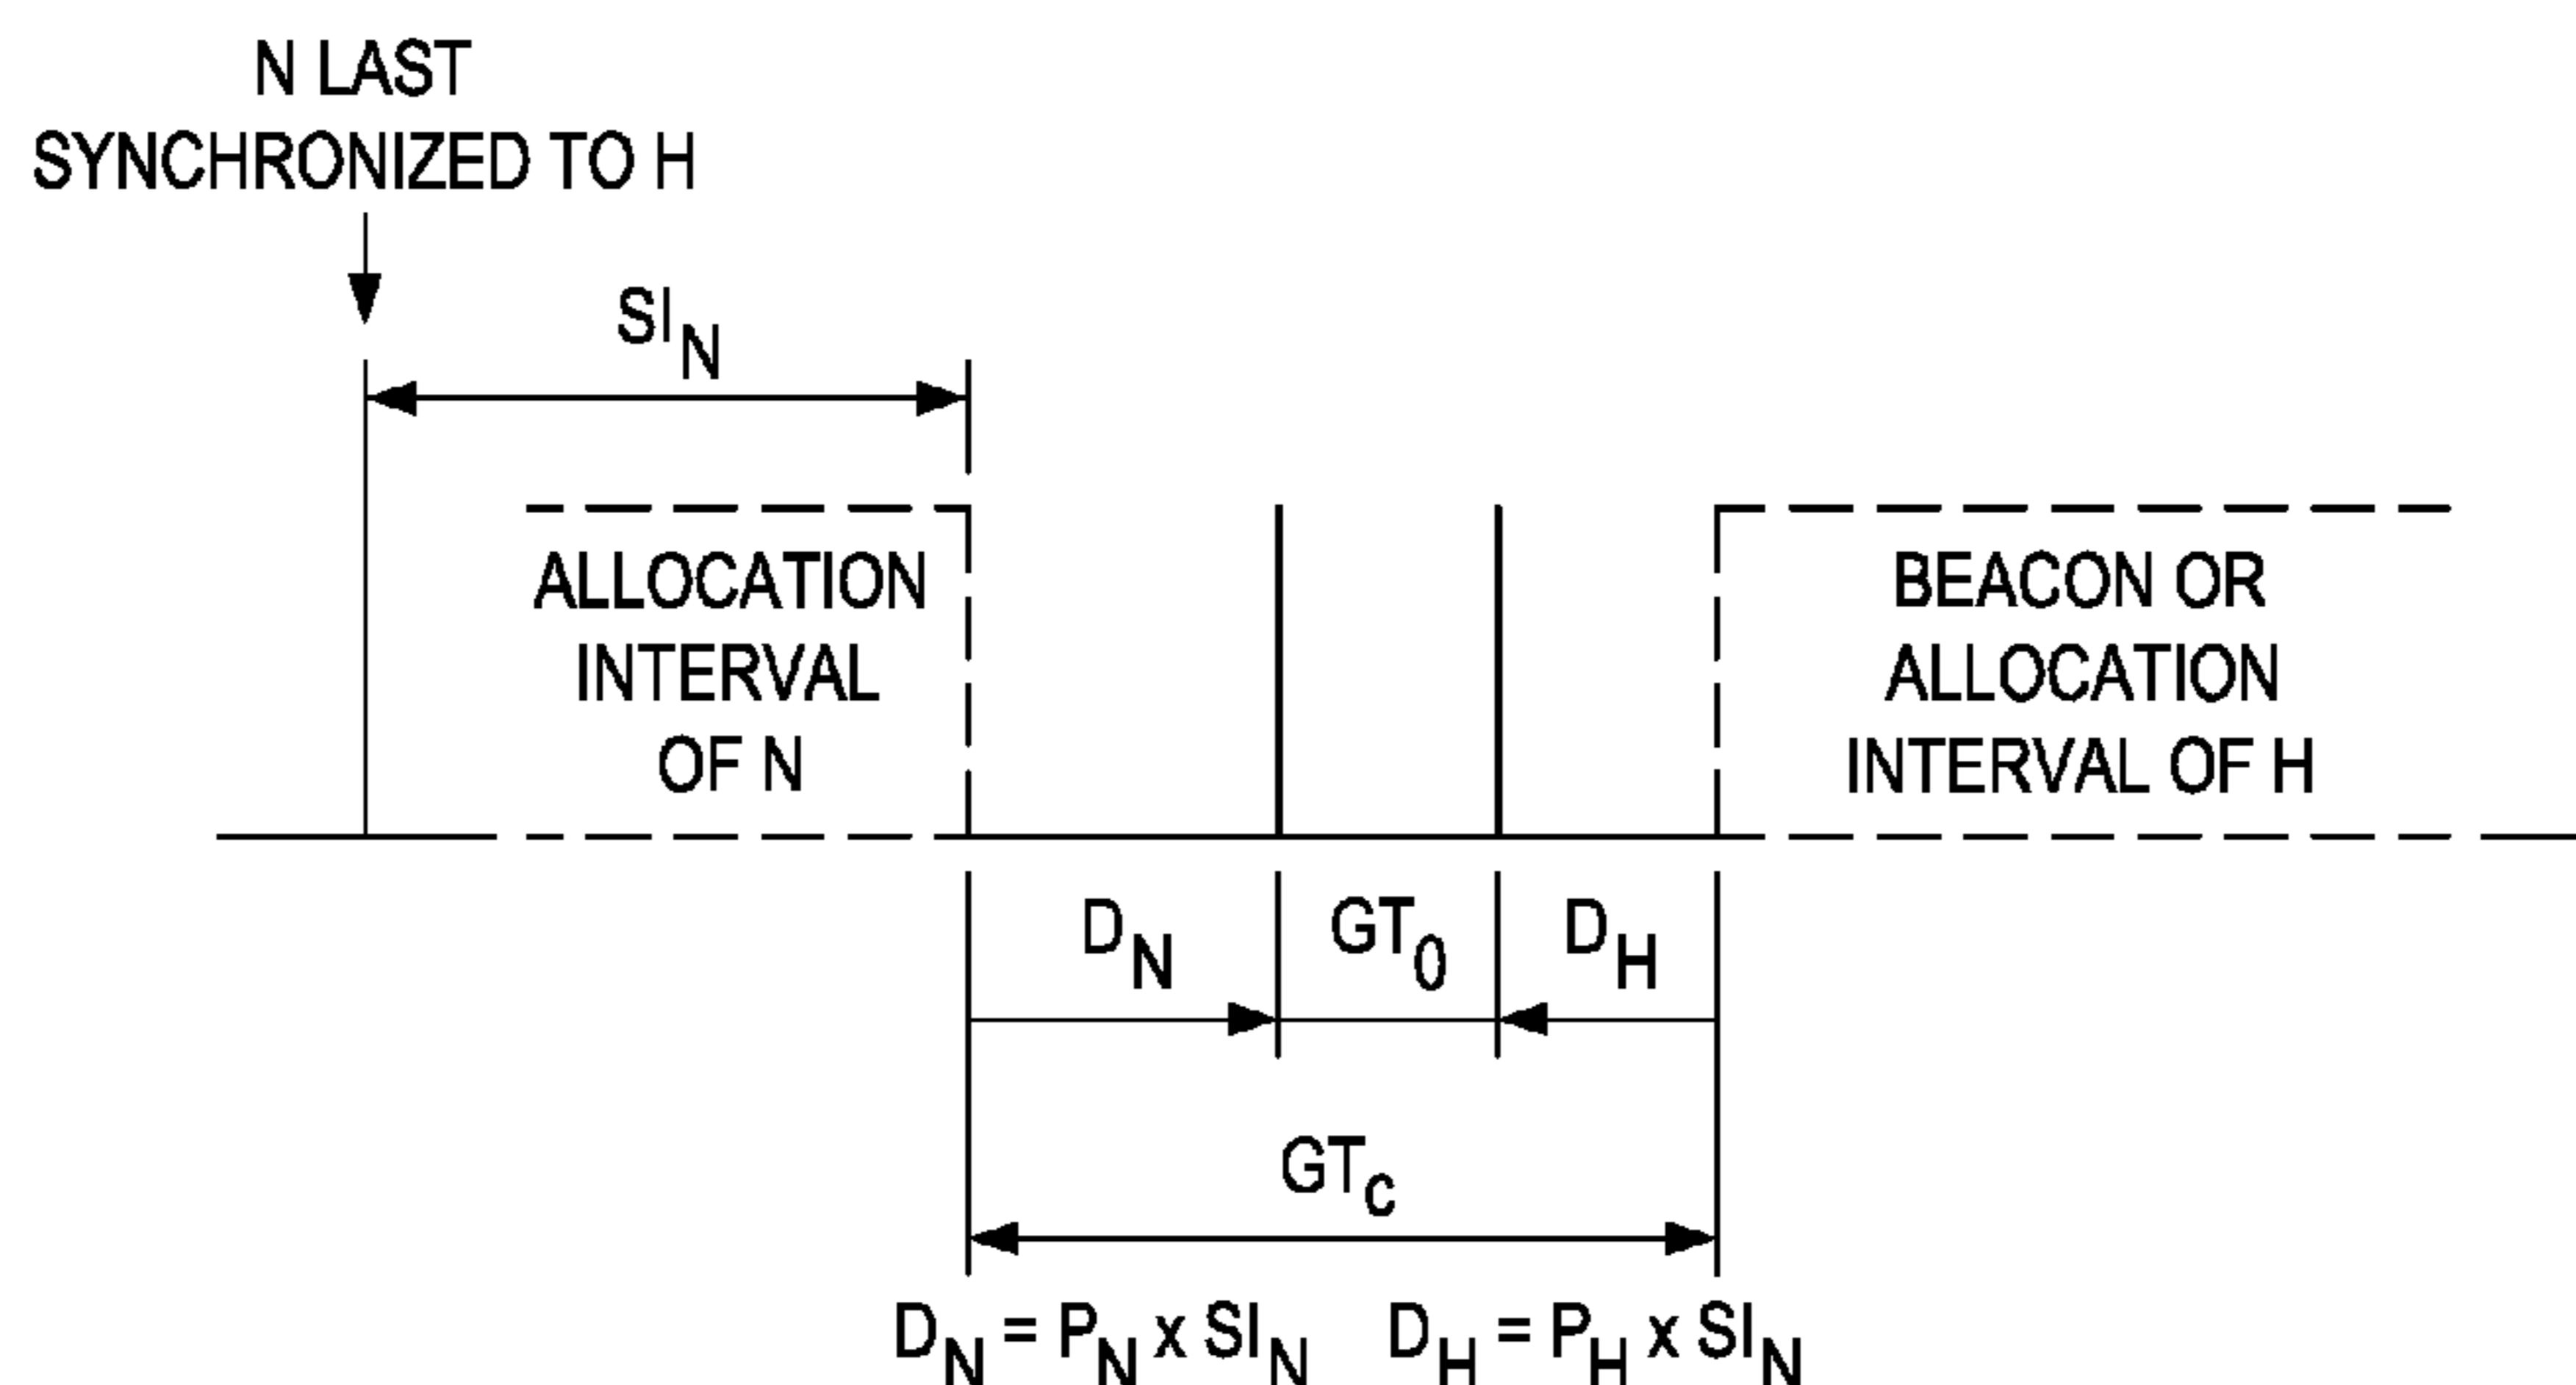 N LAST
SYNCHRONIZED TO H
SI_N
ALLOCATION
INTERVAL
OF N
BEACON OR
ALLOCATION
INTERVAL OF H
D_N GT_0 D_H
GT_c
D_N = P_N x SI_N D_H = P_H x SI_N